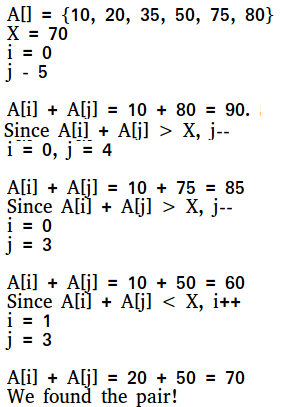 A[] = {10, 20, 35, 50, 75, 80}
X = 70
i = 0
j - 5
A[i] + A[j] = 10 + 80 = 90.
Since A[i] + A[j] > X, j--
i = 0, j = 4
A[i] + A[j] = 10 + 75 = 85
Since A[i] + A[j] > X, j--
i = 0
j = 3
A[i] + A[j] = 10 + 50 = 60
Since A[i] + A[j] < X, i++
i = 1
j = 3
A[i] + A[j] = 20 + 50 = 70
We found the pair!